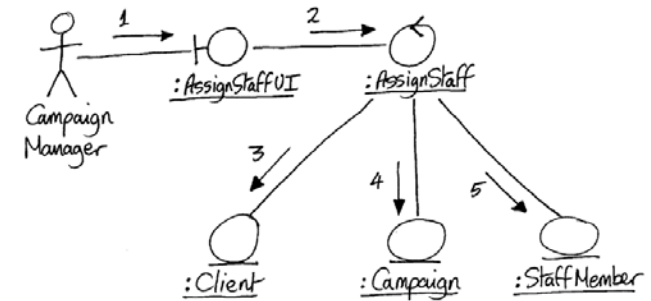 1
2
:AssignStaffUI
:AssignStaff
Campaign
Manager
3
4
5
:Client
:Campaign
:StaffMember